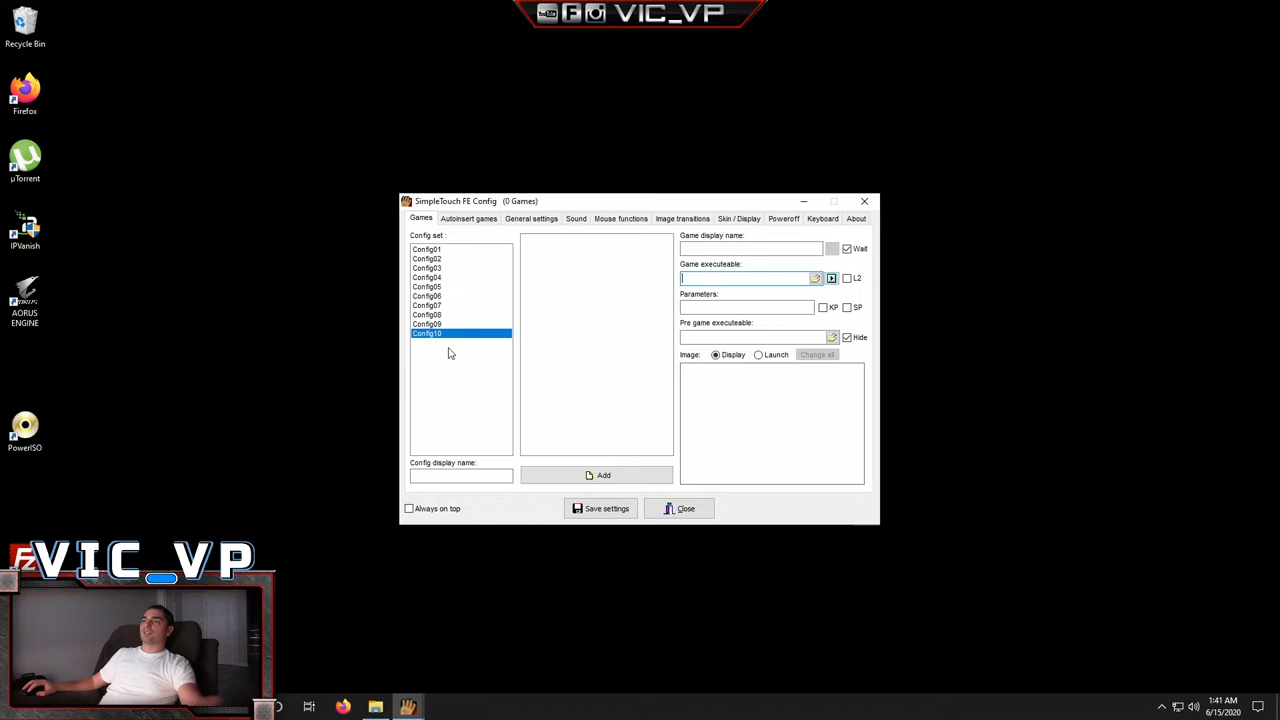 VIC_VP
Recycle Bin
Firefox
µTorrent
IPVanish
AORUS
ENGINE
PowerISO
SimpleTouch FE Config (0 Games)
Games
Autoinsert games
General settings
Sound
Mouse functions
Image transitions
Skin / Display
Poweroff
Keyboard
About
Config set :
Config01
Config02
Config03
Config04
Config05
Config06
Config07
Config08
Config09
Config10
Config display name:
Add
Game display name:
Wait
Game executeable:
L2
Parameters:
KP
SP
Pre game executeable:
Hide
Image:
Display
Launch
Change all
Always on top
Save settings
Close
FZ
VIC_VP
1:41 AM
6/15/2020